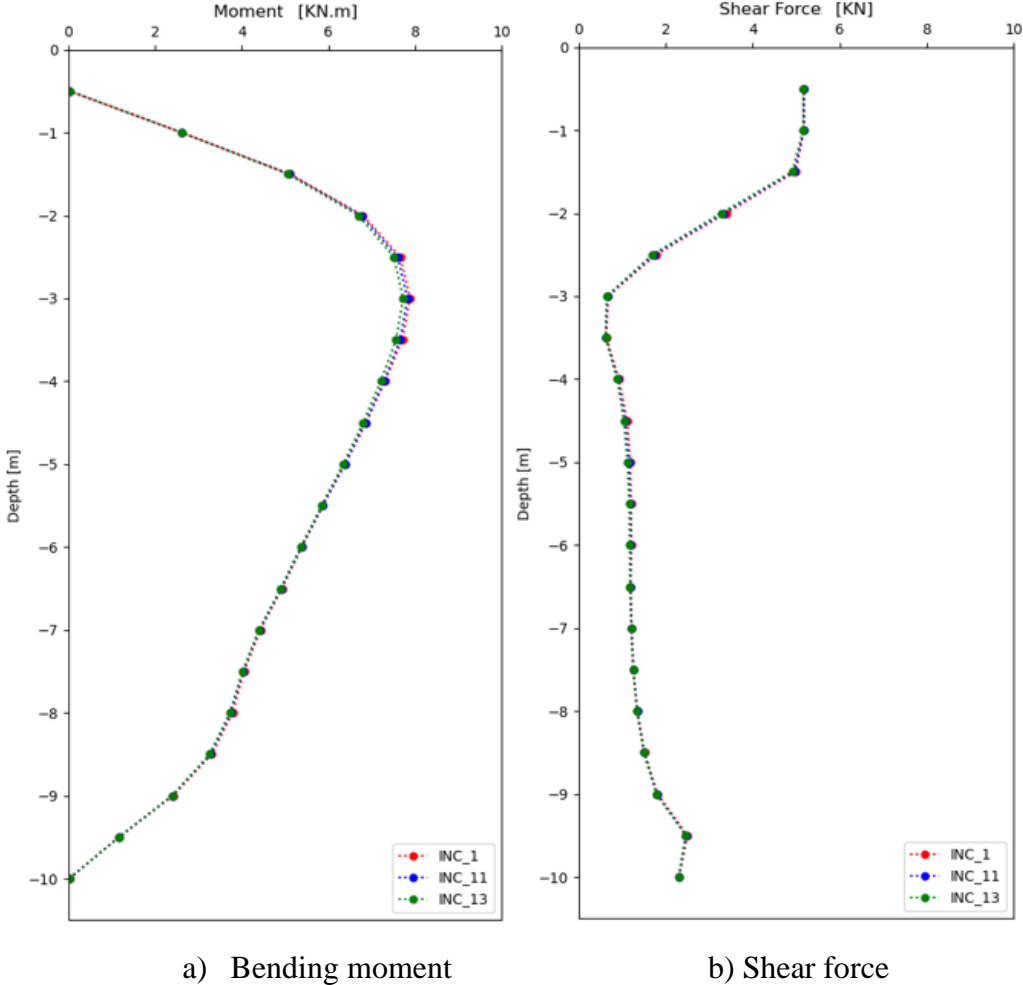 Moment [KN.m]
0 2 4 6 8 10
0
−1
−2
−3
−4
−5
−6
−7
−8
−9
−10
Depth [m]
INC_1
INC_11
INC_13
Shear Force [KN]
0 2 4 6 8 10
0
−1
−2
−3
−4
−5
−6
−7
−8
−9
−10
Depth [m]
INC_1
INC_11
INC_13
a) Bending moment
b) Shear force